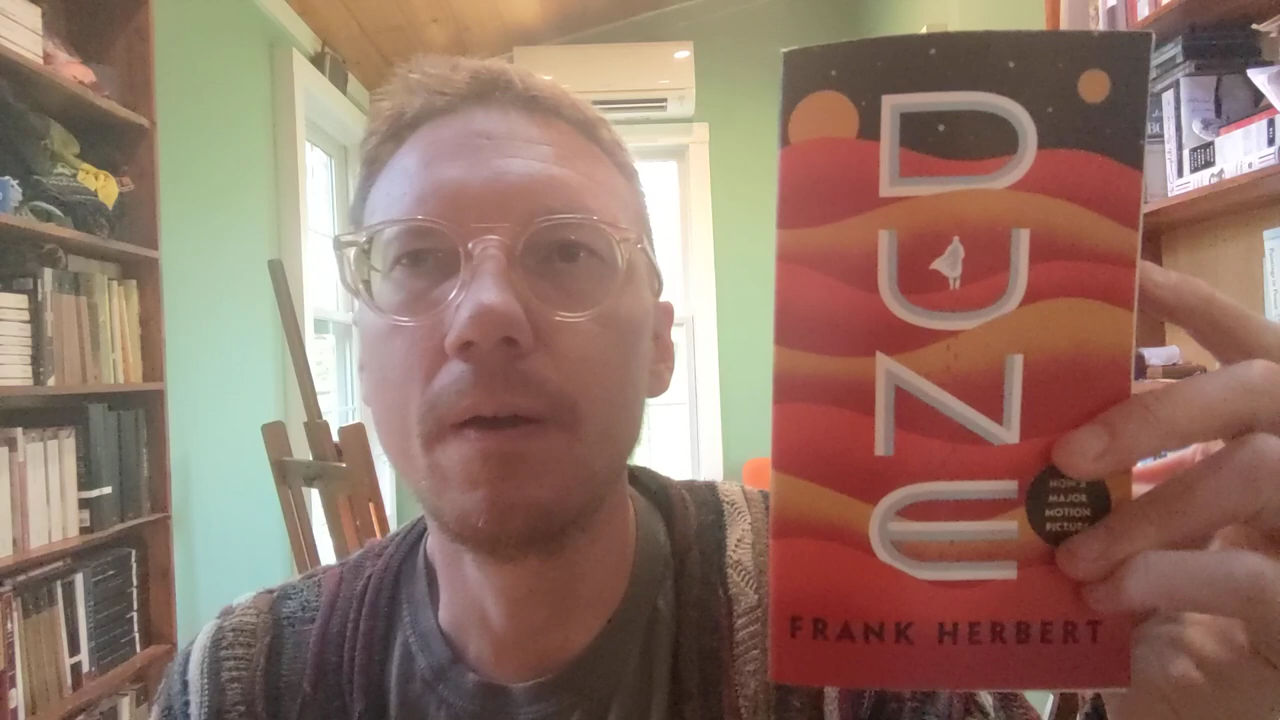 DUNE
NOW A
MAJOR
MOTION
PICTURE
FRANK HERBERT